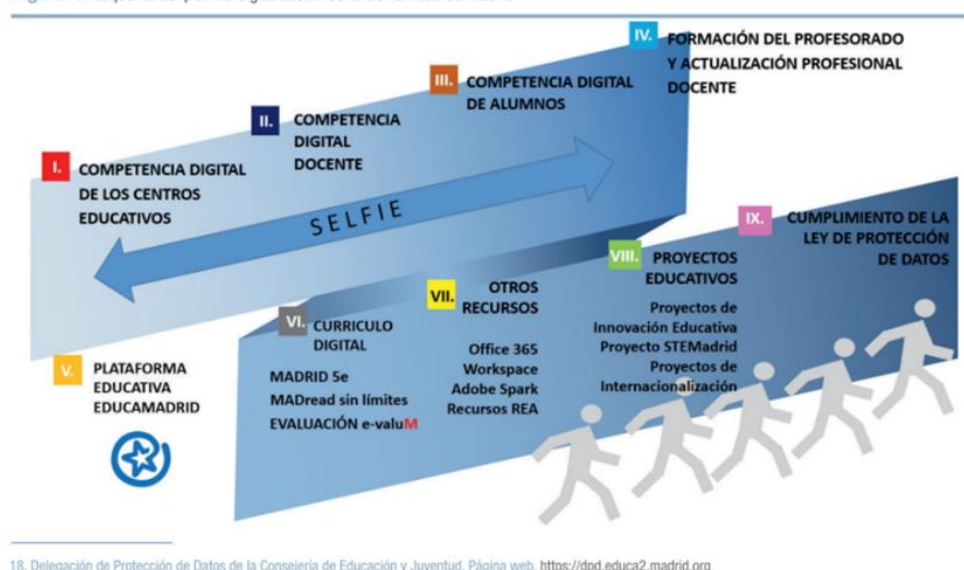 I. COMPETENCIA DIGITAL
DE LOS CENTROS
EDUCATIVOS
II. COMPETENCIA
DIGITAL
DOCENTE
III. COMPETENCIA DIGITAL
DE ALUMNOS
IV. FORMACIÓN DEL PROFESORADO
Y ACTUALIZACIÓN PROFESIONAL
DOCENTE
SELFIE
V. PLATAFORMA
EDUCATIVA
EDUCAMADRID
VI. CURRICULO
DIGITAL
MADRID 5e
MADread sin límites
EVALUACIÓN e-valuM
VII. OTROS
RECURSOS
Office 365
Workspace
Adobe Spark
Recursos REA
VIII. PROYECTOS
EDUCATIVOS
Proyectos de
Innovación Educativa
Proyecto STEMadrid
Proyectos de
Internacionalización
IX. CUMPLIMIENTO DE LA
LEY DE PROTECCIÓN
DE DATOS
18. Delegación de Protección de Datos de la Consejería de Educación y Juventud. Página web. https://dpd.educa2.madrid.org